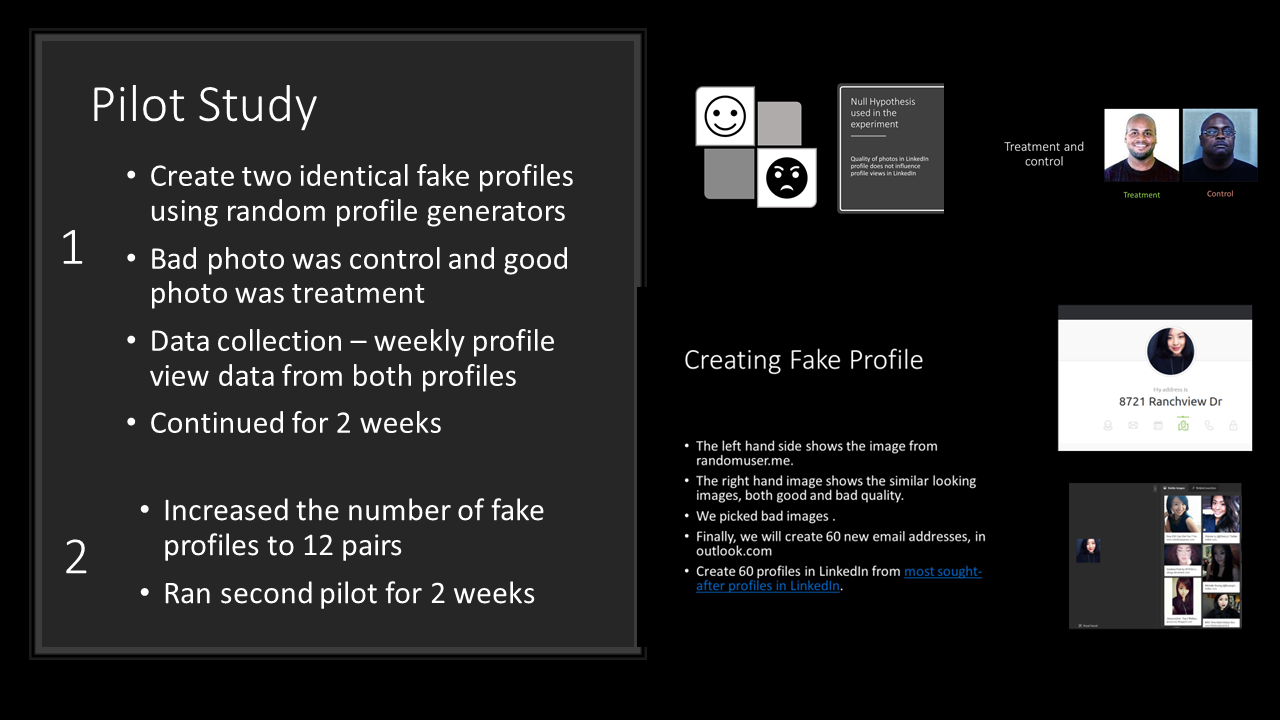 Pilot Study
1
• Create two identical fake profiles
using random profile generators
• Bad photo was control and good
photo was treatment
• Data collection – weekly profile
view data from both profiles
• Continued for 2 weeks
2
• Increased the number of fake
profiles to 12 pairs
• Ran second pilot for 2 weeks
Null Hypothesis
used in the
experiment
Quality of photos in LinkedIn
profile does not influence
profile views in LinkedIn
Treatment and
control
Treatment
Control
Creating Fake Profile
• The left hand side shows the image from
randomuser.me.
• The right hand image shows the similar looking
images, both good and bad quality.
• We picked bad images .
• Finally, we will create 60 new email addresses, in
outlook.com
• Create 60 profiles in LinkedIn from most sought-
after profiles in LinkedIn.
My address is
8721 Ranchview Dr